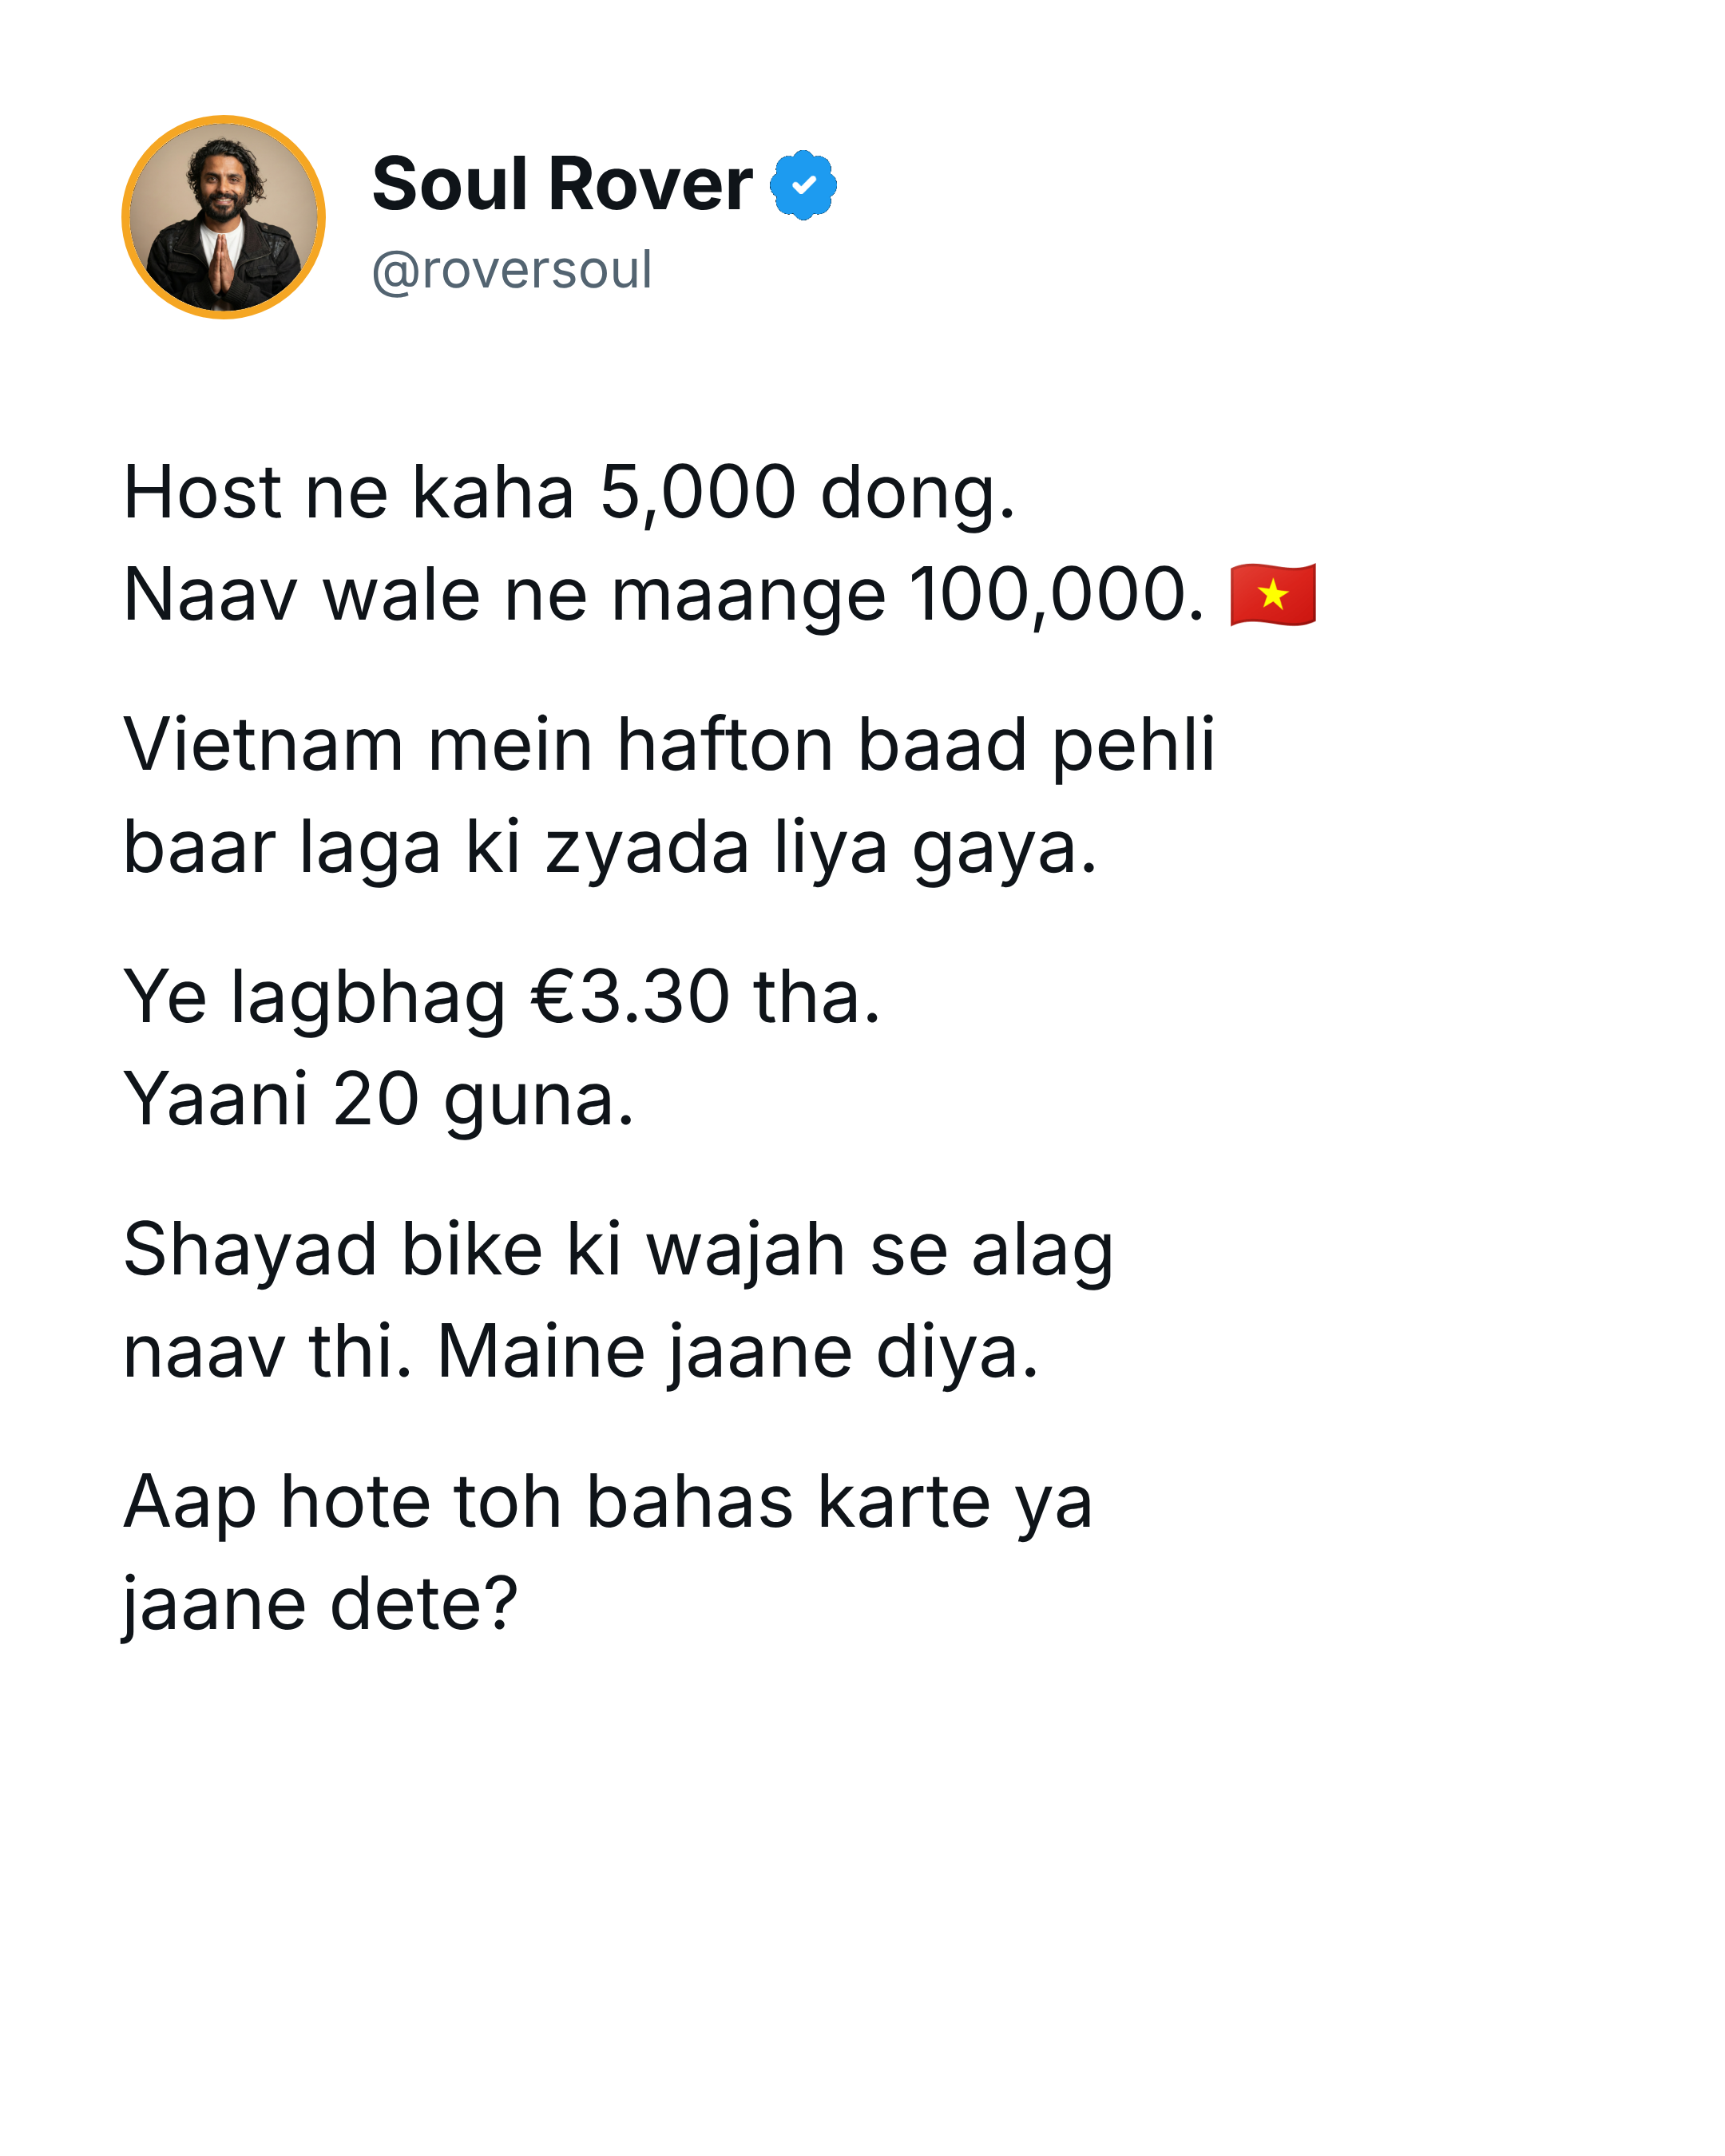 Soul Rover
@roversoul
Host ne kaha 5,000 dong.
Naav wale ne maange 100,000. 🇻🇳
Vietnam mein hafton baad pehli
baar laga ki zyada liya gaya.
Ye lagbhag €3.30 tha.
Yaani 20 guna.
Shayad bike ki wajah se alag
naav thi. Maine jaane diya.
Aap hote toh bahas karte ya
jaane dete?